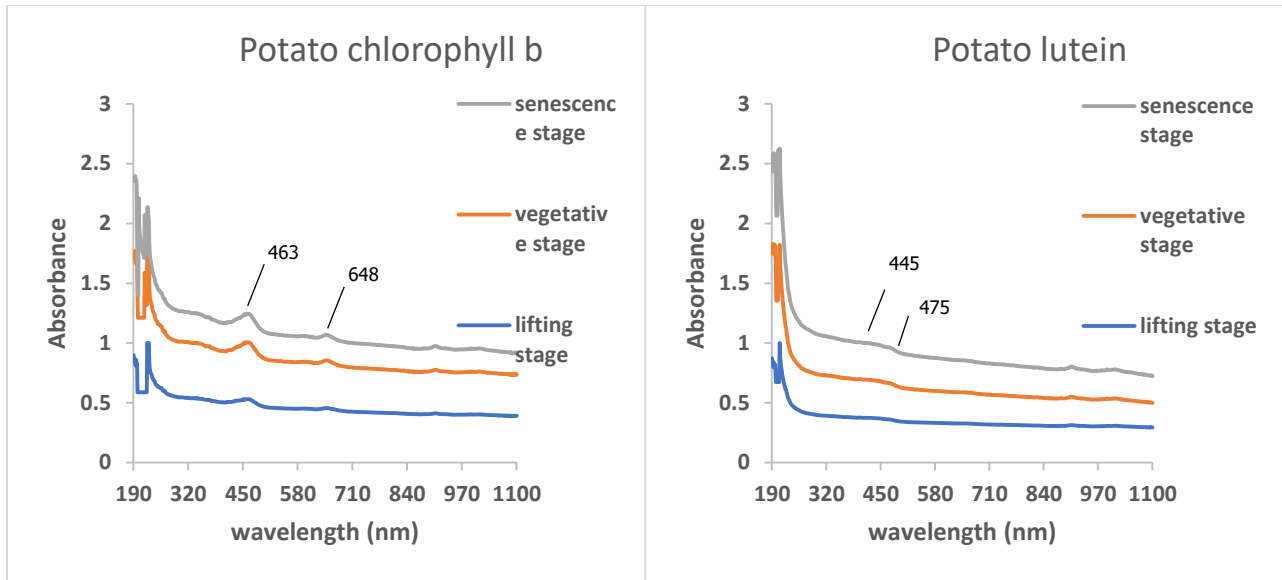 Potato chlorophyll b
3
2.5
2
1.5
1
0.5
0
Absorbance
senescenc
e stage
vegetativ
e stage
lifting
stage
463
648
190 320 450 580 710 840 970 1100
wavelength (nm)
Potato lutein
3
2.5
2
1.5
1
0.5
0
Absorbance
senescence
stage
vegetative
stage
lifting stage
445
475
190 320 450 580 710 840 970 1100
wavelength (nm)